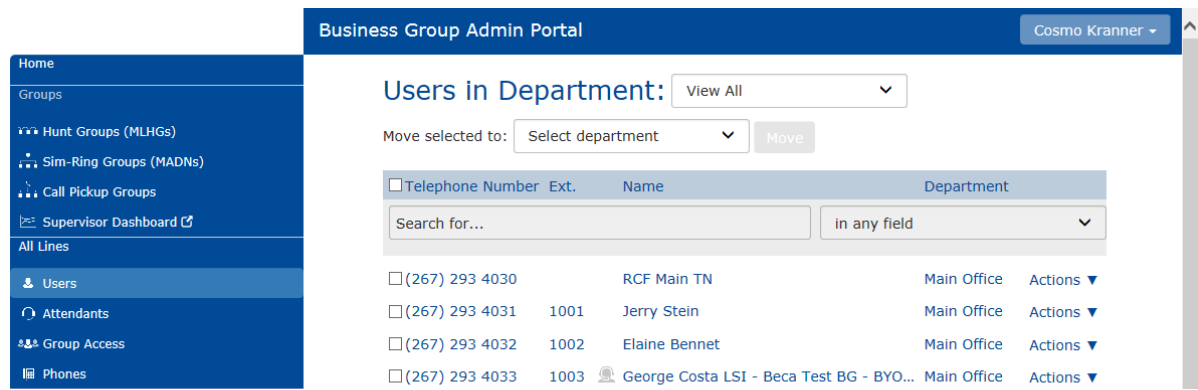 Business Group Admin Portal Cosmo Kranner
Home
Groups
Hunt Groups (MLHGs)
Sim-Ring Groups (MADNs)
Call Pickup Groups
Supervisor Dashboard
All Lines
Users
Attendants
Group Access
Phones
Users in Department: View All
Move selected to: Select department Move
Telephone Number Ext. Name Department
Search for... in any field
(267) 293 4030 RCF Main TN Main Office Actions ▼
(267) 293 4031 1001 Jerry Stein Main Office Actions ▼
(267) 293 4032 1002 Elaine Bennet Main Office Actions ▼
(267) 293 4033 1003 George Costa LSI - Beca Test BG - BYO... Main Office Actions ▼